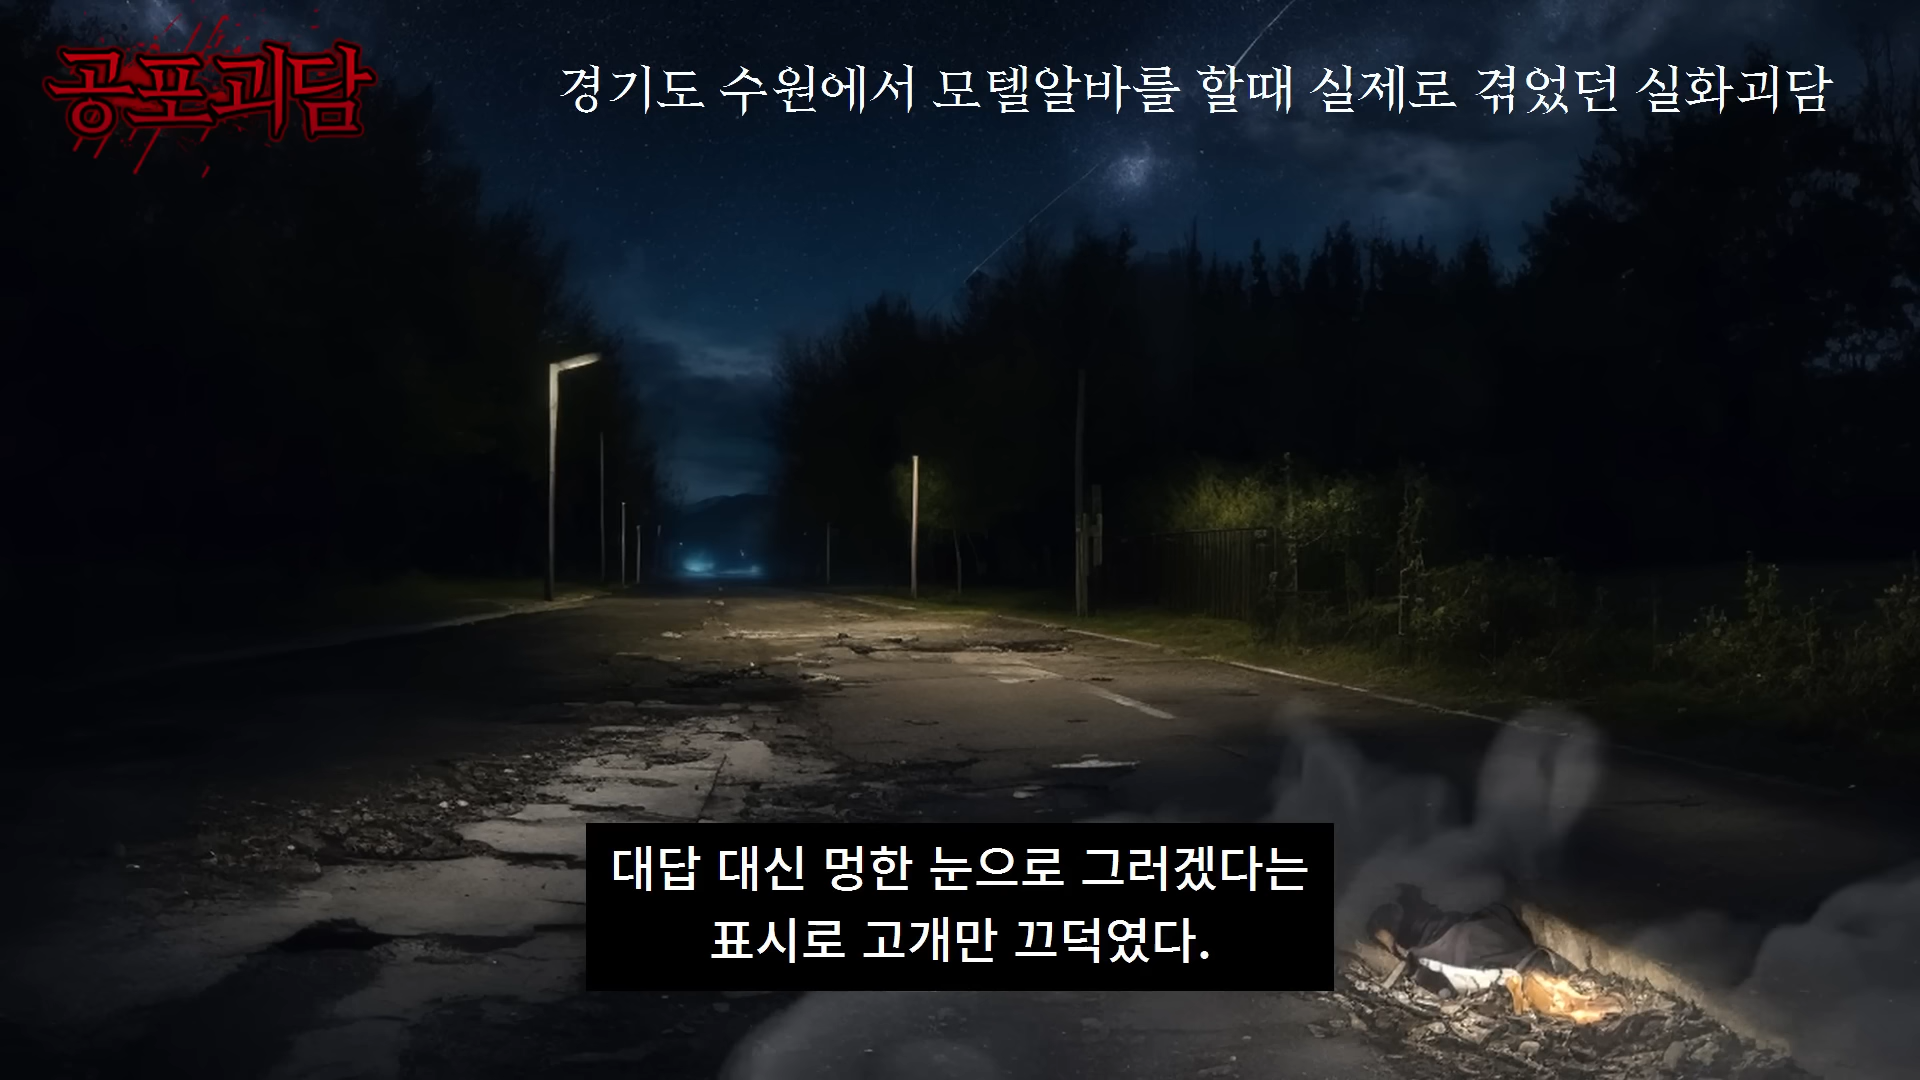 공포괴담
경기도 수원에서 모텔알바를 할때 실제로 겪었던 실화괴담
대답 대신 멍한 눈으로 그러겠다는
표시로 고개만 끄덕였다.